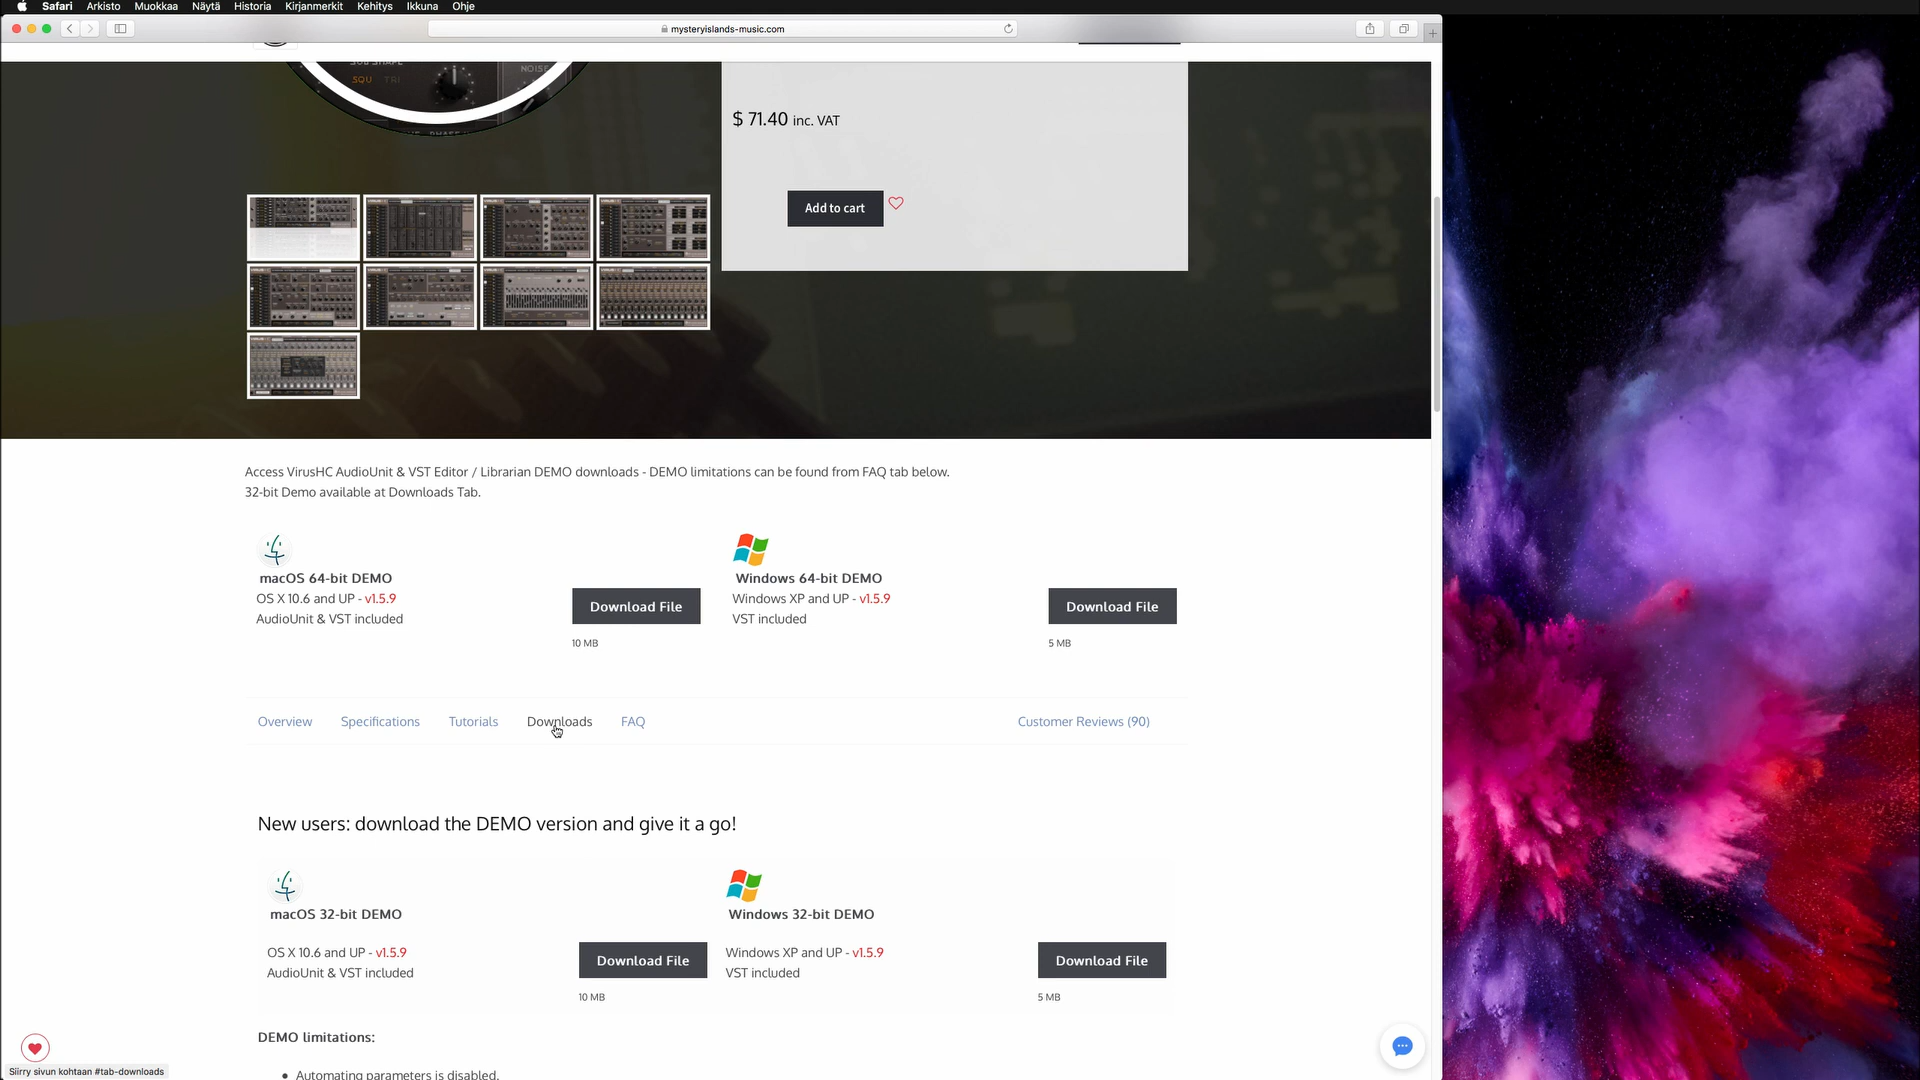 Safari Arkisto Muokkaa Näytä Historia Kirjanmerkit Kehitys Ikkuna Ohje
mysteryislands-music.com
SUB SHAPE
SQU TRI
NOISE
$ 71.40 inc. VAT
Add to cart
Access VirusHC AudioUnit & VST Editor / Librarian DEMO downloads - DEMO limitations can be found from FAQ tab below.
32-bit Demo available at Downloads Tab.
macOS 64-bit DEMO
OS X 10.6 and UP - v1.5.9
AudioUnit & VST included
Download File
10 MB
Windows 64-bit DEMO
Windows XP and UP - v1.5.9
VST included
Download File
5 MB
Overview Specifications Tutorials Downloads FAQ Customer Reviews (90)
New users: download the DEMO version and give it a go!
macOS 32-bit DEMO
OS X 10.6 and UP - v1.5.9
AudioUnit & VST included
Download File
10 MB
Windows 32-bit DEMO
Windows XP and UP - v1.5.9
VST included
Download File
5 MB
DEMO limitations:
• Automating parameters is disabled.
Siirry sivun kohtaan #tab-downloads